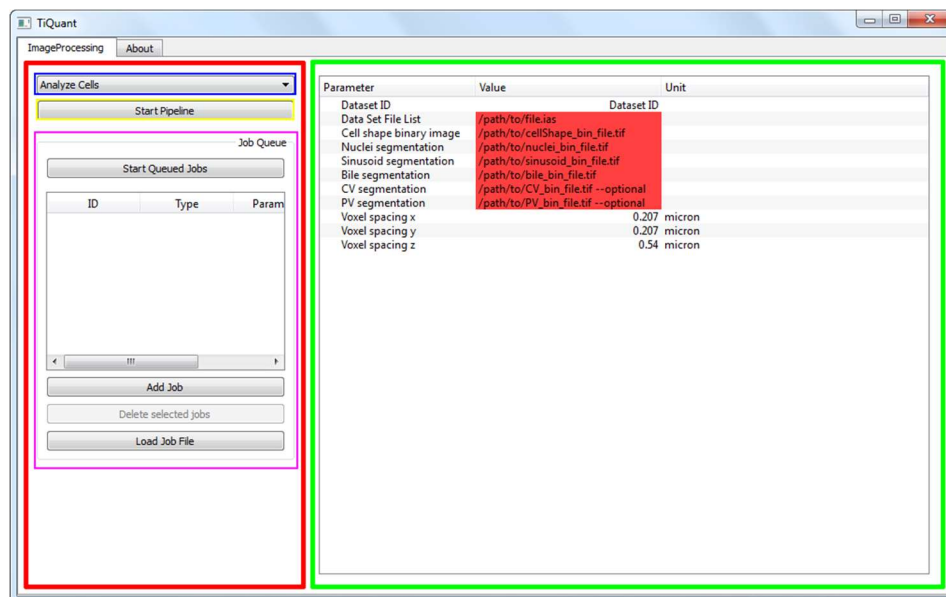 TiQuant
ImageProcessing About
Analyze Cells
Start Pipeline
Job Queue
Start Queued Jobs
ID Type Param
Add Job
Delete selected jobs
Load Job File
Parameter Value Unit
Dataset ID Dataset ID
Data Set File List /path/to/file.ias
Cell shape binary image /path/to/cellShape_bin_file.tif
Nuclei segmentation /path/to/nuclei_bin_file.tif
Sinusoid segmentation /path/to/sinusoid_bin_file.tif
Bile segmentation /path/to/bile_bin_file.tif
CV segmentation /path/to/CV_bin_file.tif --optional
PV segmentation /path/to/PV_bin_file.tif --optional
Voxel spacing x 0.207 micron
Voxel spacing y 0.207 micron
Voxel spacing z 0.54 micron